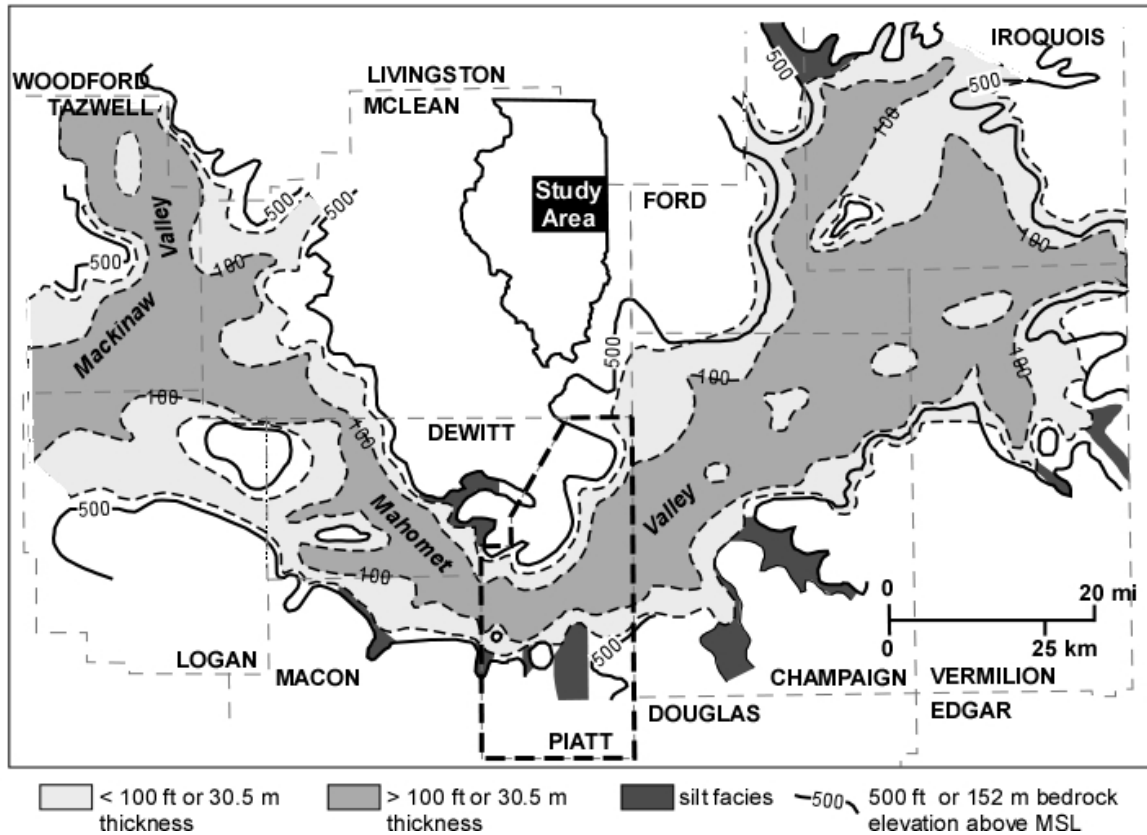 IROQUOIS
500
500
WOODFORD
TAZWELL
LIVINGSTON
MCLEAN
100
Study
Area
FORD
500
500
Valley
100
100
500
Mackinaw
500
100
100
100
100
DEWITT
500
Mahomet
Valley
100
0
20 mi
0
25 km
500
LOGAN
MACON
CHAMPAIGN
VERMILION
DOUGLAS
EDGAR
PIATT
< 100 ft or 30.5 m
thickness
> 100 ft or 30.5 m
thickness
silt facies
500
500 ft or 152 m bedrock
elevation above MSL